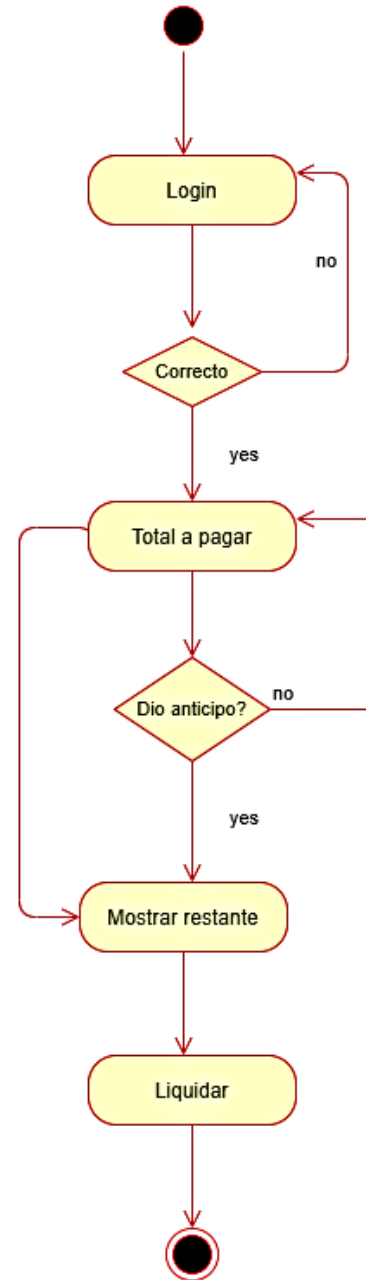 Login
no
Correcto
yes
Total a pagar
Dio anticipo?
no
yes
Mostrar restante
Liquidar